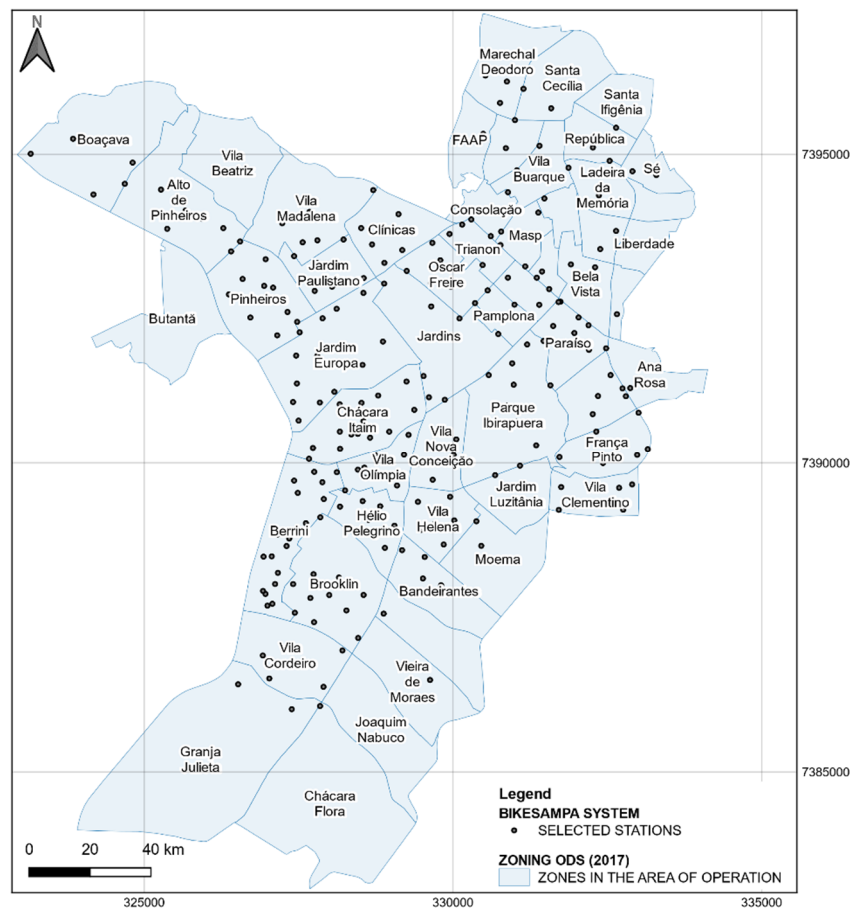 N
Marechal
Deodoro
Santa
Cecília
Santa
Ifigênia
FAAP
República
7395000
Boaçava
Vila
Beatriz
Vila
Buarque
Ladeira
da
Memória
Sé
Alto
de
Pinheiros
Vila
Madalena
Consolação
Clínicas
Masp
Liberdade
Trianon
Jardim
Paulistano
Oscar
Freire
Bela
Vista
Pinheiros
Butantã
Pamplona
Jardins
Paraíso
Jardim
Europa
Ana
Rosa
Chácara
Itaim
Parque
Ibirapuera
Vila
Nova
Conceição
França
Pinto
7390000
Vila
Olímpia
Jardim
Luzitânia
Vila
Clementino
Hélio
Pelegrino
Vila
Helena
Berrini
Moema
Brooklin
Bandeirantes
Vila
Cordeiro
Vieira
de
Moraes
Joaquim
Nabuco
Granja
Julieta
7385000
Chácara
Flora
Legend
BIKESAMPA SYSTEM
SELECTED STATIONS
ZONING ODS (2017)
ZONES IN THE AREA OF OPERATION
0 20 40 km
325000 330000 335000